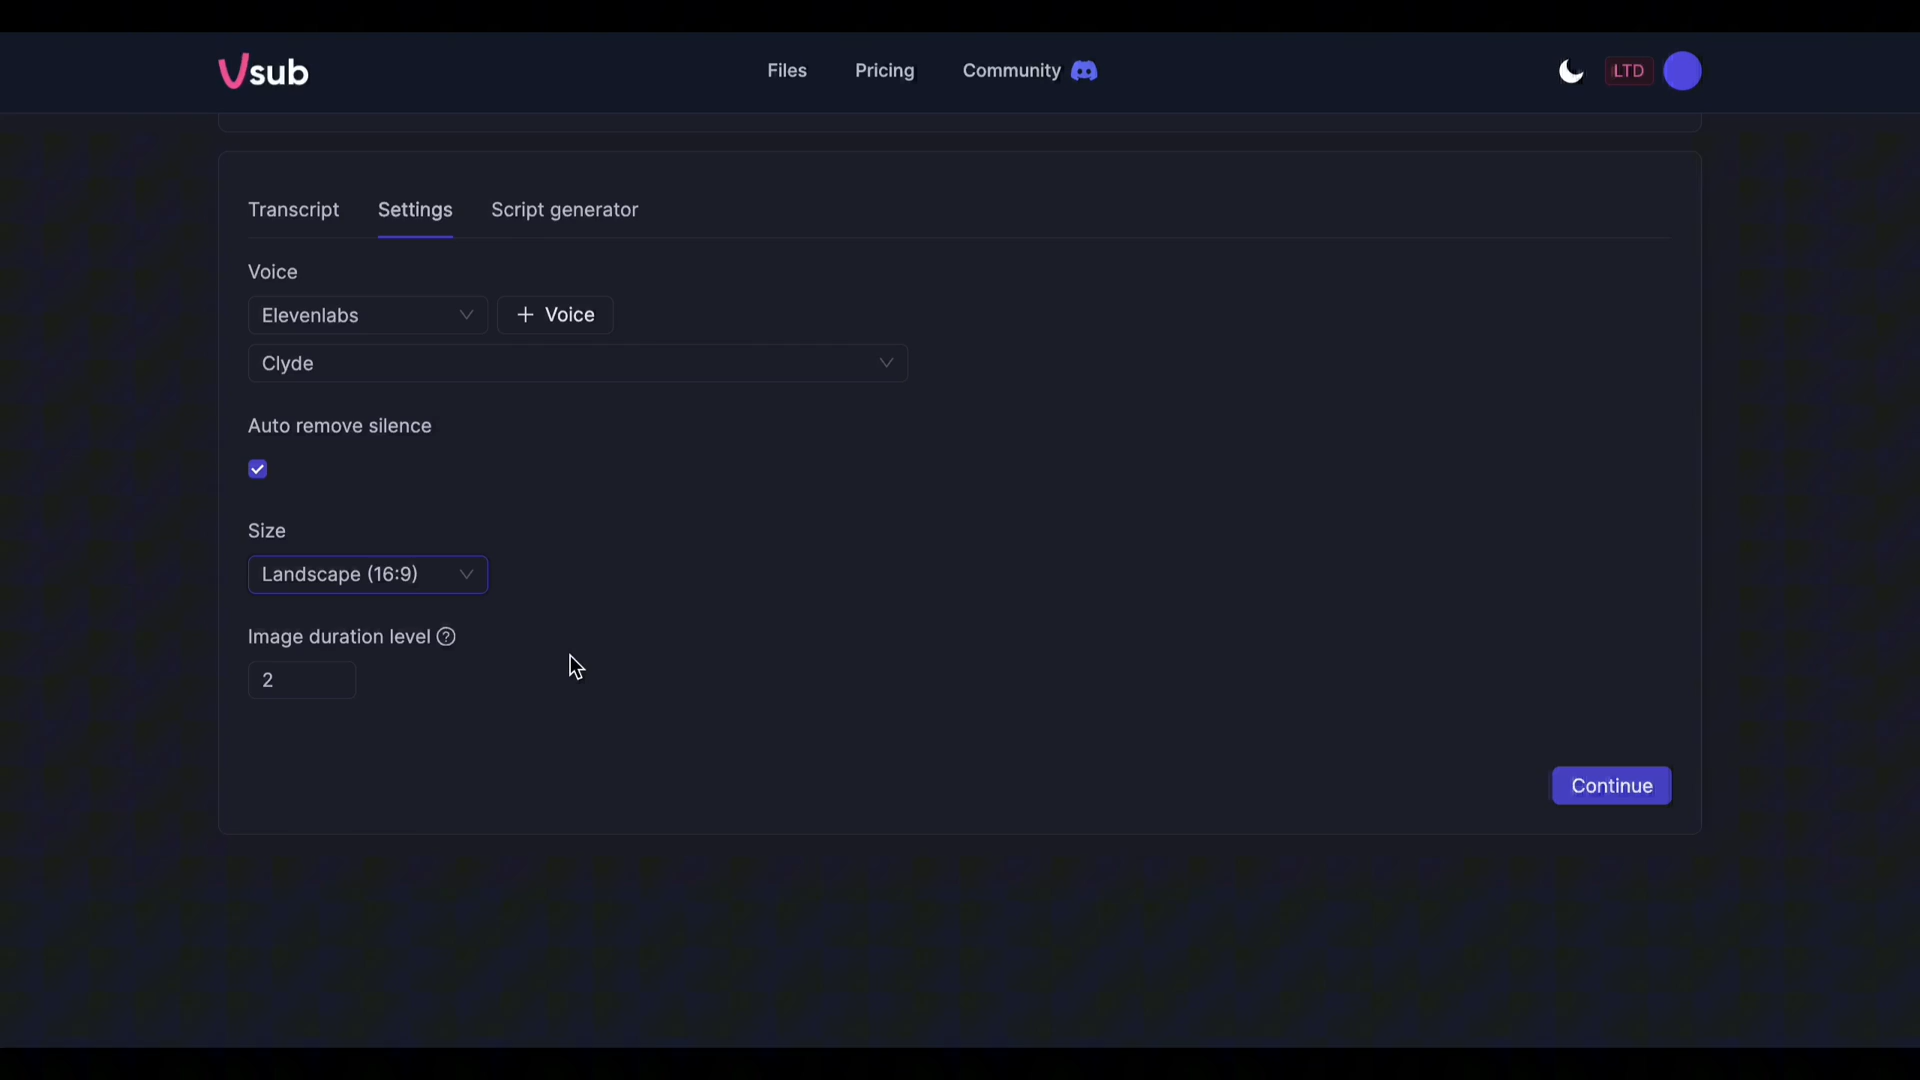 Vsub
Files
Pricing
Community
LTD
Transcript
Settings
Script generator
Voice
Elevenlabs
+ Voice
Clyde
Auto remove silence
Size
Landscape (16:9)
Image duration level ?
2
Continue